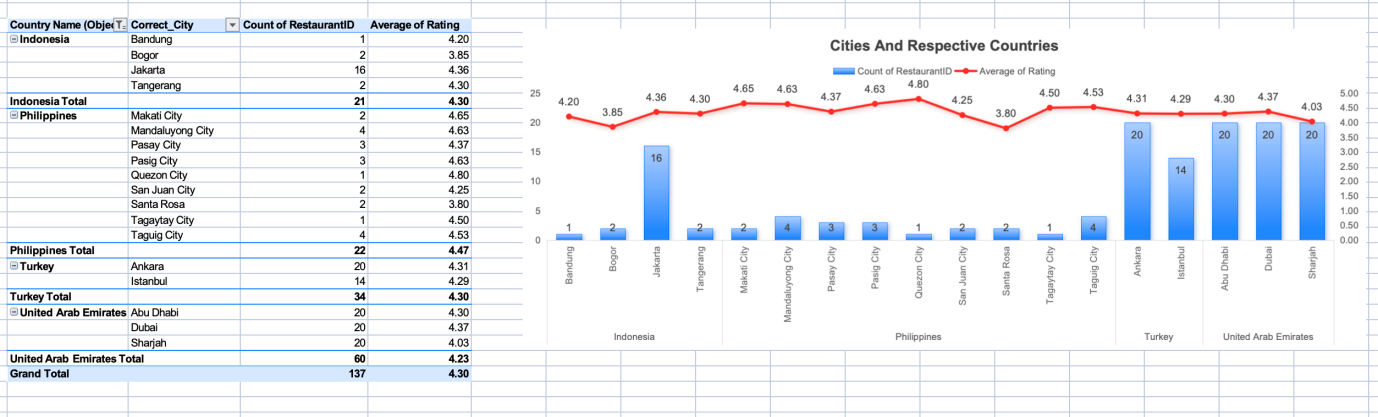 Country Name (Objec Correct_City Count of RestaurantID Average of Rating
Indonesia Bandung 1 4.20
Bogor 2 3.85
Jakarta 16 4.36
Tangerang 2 4.30
Indonesia Total 21 4.30
Philippines Makati City 2 4.65
Mandaluyong City 4 4.63
Pasay City 3 4.37
Pasig City 3 4.63
Quezon City 1 4.80
San Juan City 2 4.25
Santa Rosa 2 3.80
Tagaytay City 1 4.50
Taguig City 4 4.53
Philippines Total 22 4.47
Turkey Ankara 20 4.31
Istanbul 14 4.29
Turkey Total 34 4.30
United Arab Emirates Abu Dhabi 20 4.30
Dubai 20 4.37
Sharjah 20 4.03
United Arab Emirates Total 60 4.23
Grand Total 137 4.30
Cities And Respective Countries
Count of RestaurantID Average of Rating
25
20
15
10
5
0
4.20 3.85 4.36 4.30 4.65 4.63 4.37 4.63 4.80 4.25 3.80 4.50 4.53 4.31 4.29 4.30 4.37 4.03
1 2 16 2 2 4 3 3 1 2 2 1 4 20 14 20 20 20
5.00
4.50
4.00
3.50
3.00
2.50
2.00
1.50
1.00
0.50
0.00
Bandung
Bogor
Jakarta
Tangerang
Makati City
Mandaluyong City
Pasay City
Pasig City
Quezon City
San Juan City
Santa Rosa
Tagaytay City
Taguig City
Ankara
Istanbul
Abu Dhabi
Dubai
Sharjah
Indonesia Philippines Turkey United Arab Emirates